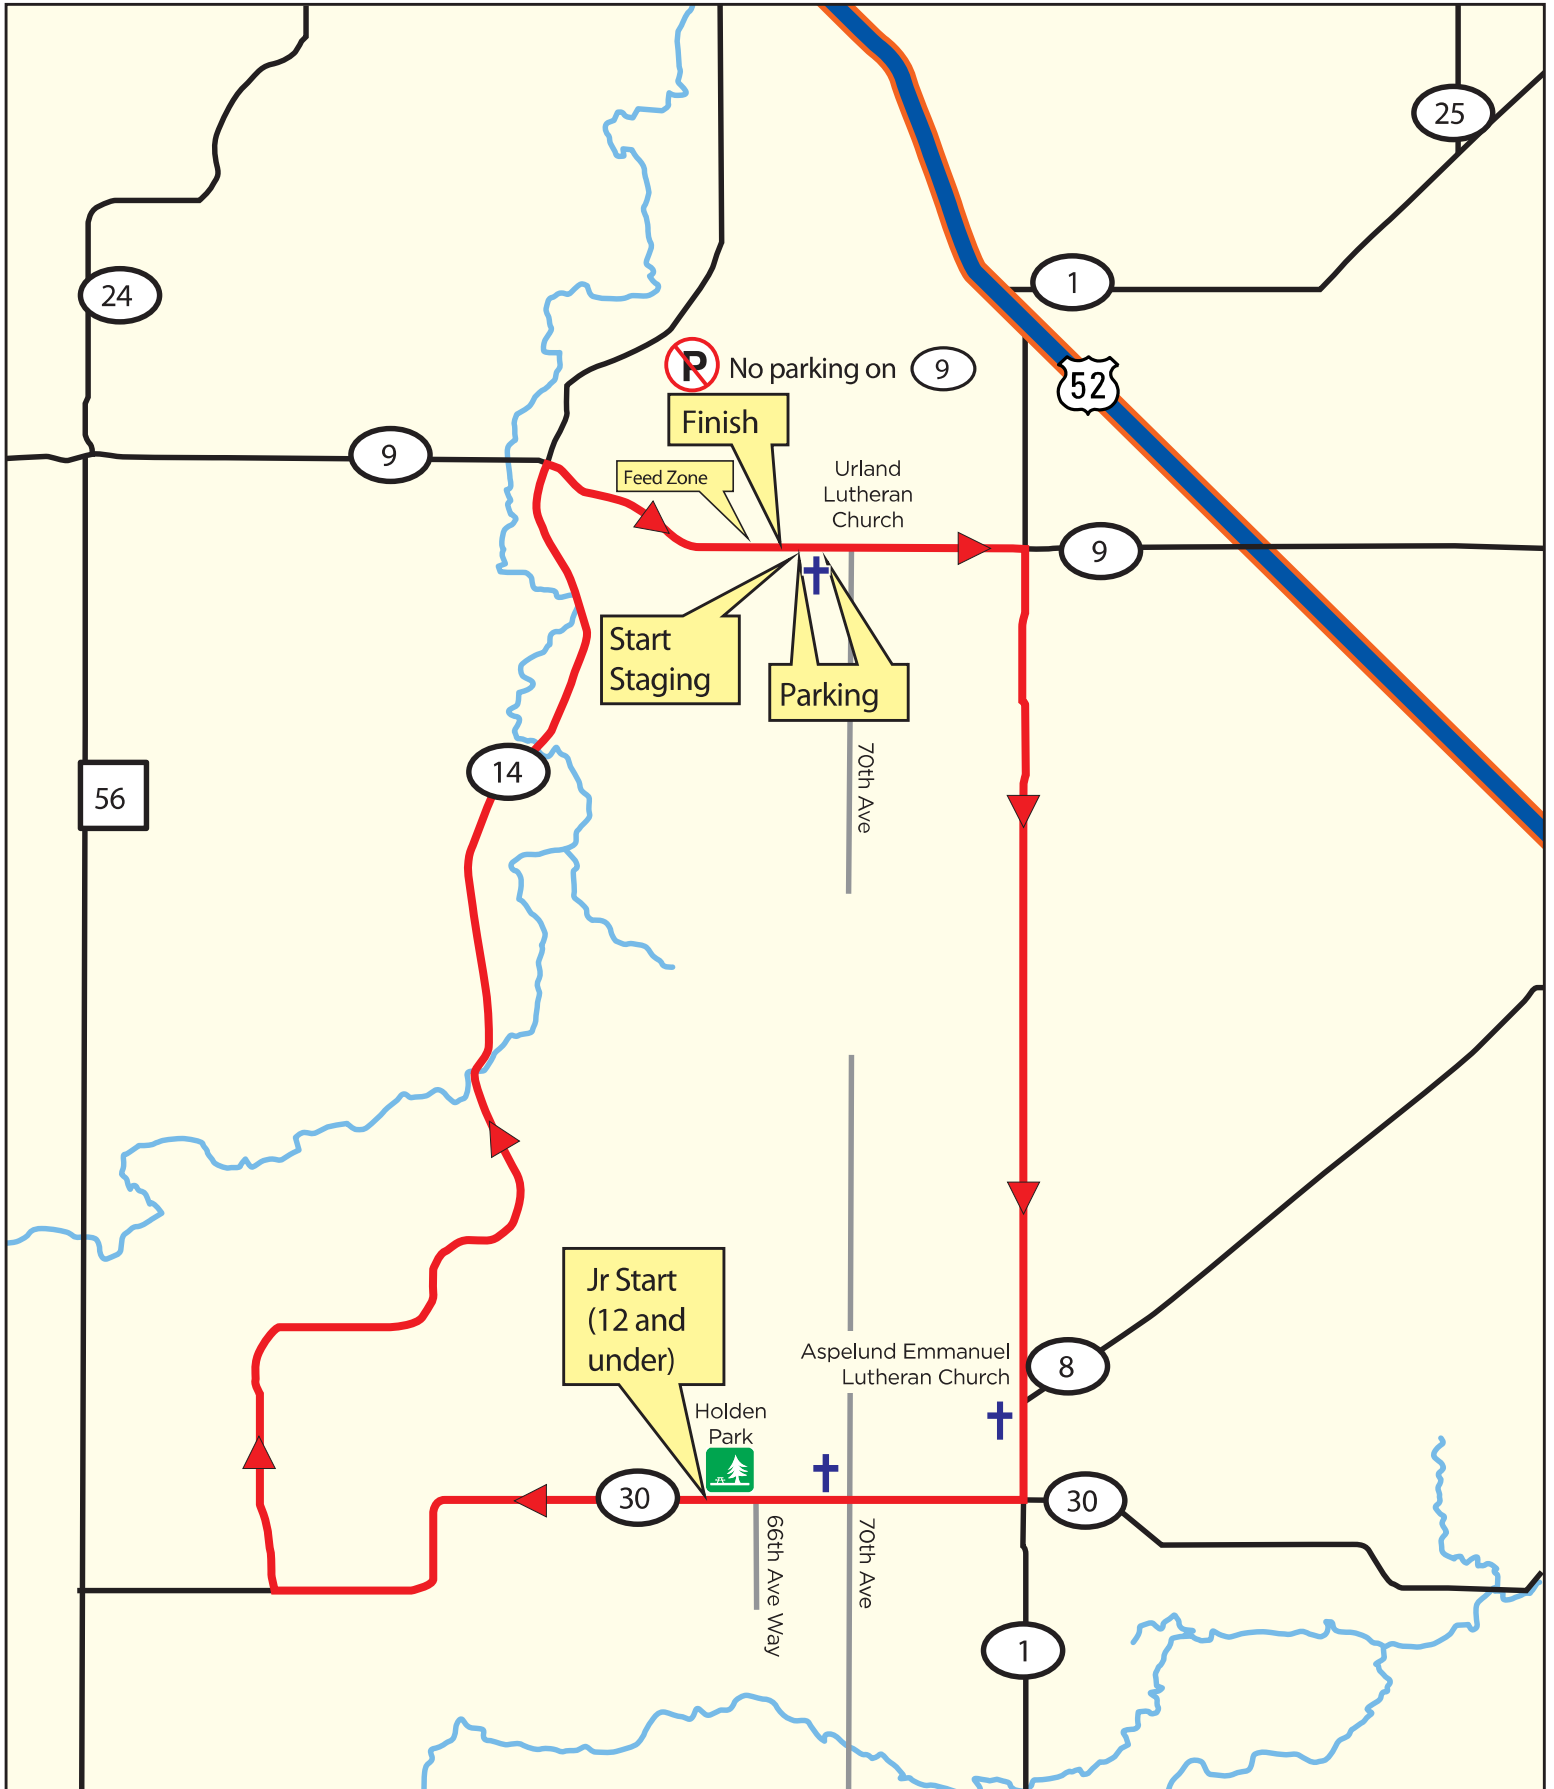 25
1
24
P
No parking on 9
52
Finish
9
Feed Zone
Urland
Lutheran
Church
9
Start
Staging
Parking
14
70th Ave
56
Jr Start
(12 and
under)
Aspelund Emmanuel
Lutheran Church
8
Holden
Park
30
30
66th Ave Way
70th Ave
1